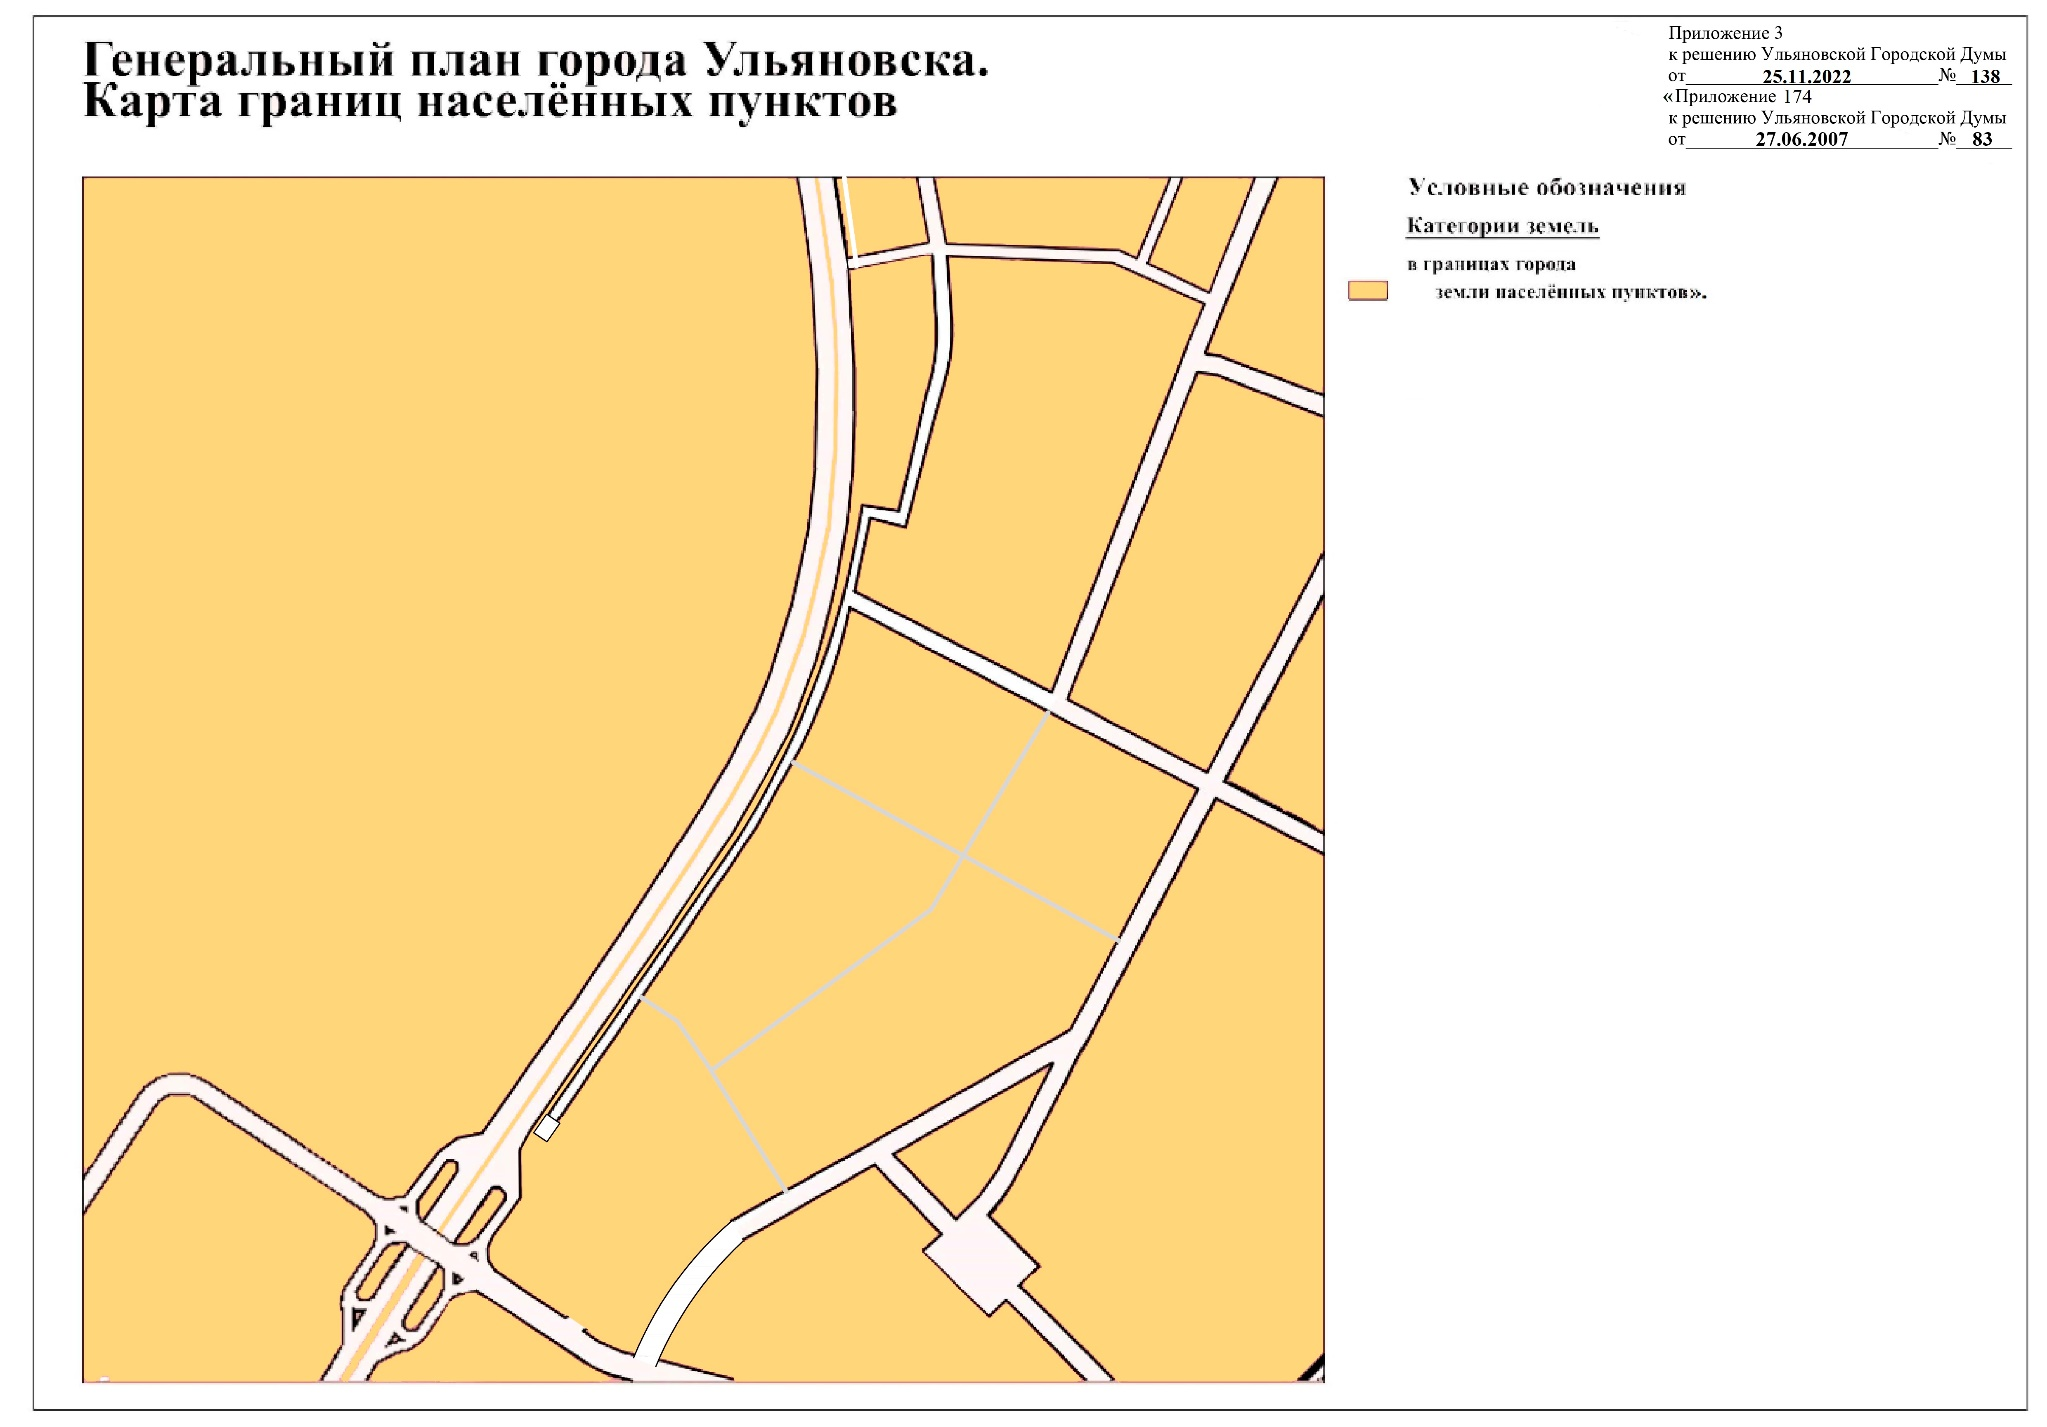 Генеральный план города Ульяновска.
Карта границ населённых пунктов
Приложение 3
к решению Ульяновской Городской Думы
от 25.11.2022 № 138
«Приложение 174
к решению Ульяновской Городской Думы
от 27.06.2007 № 83
Условные обозначения
Категории земель
в границах города
земли населённых пунктов».